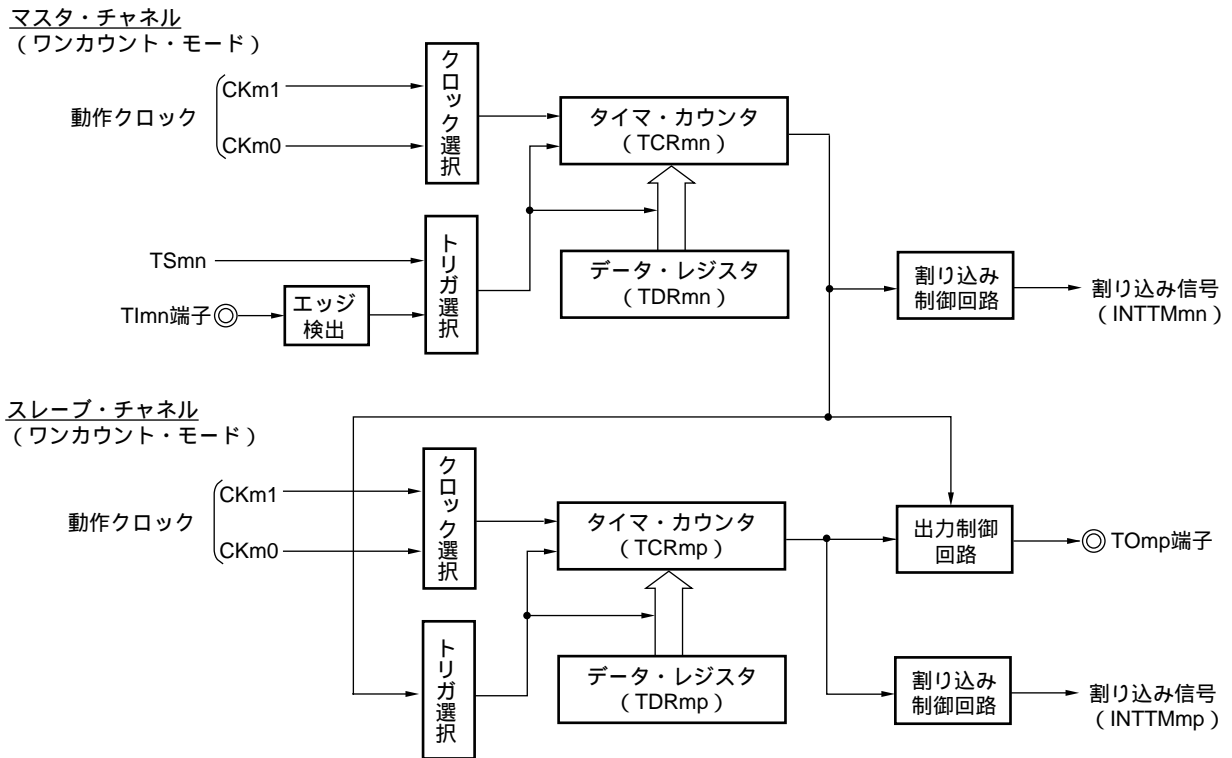 マスタ・チャネル
（ワンカウント・モード）
動作クロック
CKm1
CKm0
クロック選択
タイマ・カウンタ
（TCRmn）
TSmn
TImn端子
エッジ
検出
トリガ選択
データ・レジスタ
（TDRmn）
割り込み
制御回路
割り込み信号
（INTTMmn）
スレーブ・チャネル
（ワンカウント・モード）
動作クロック
CKm1
CKm0
クロック選択
タイマ・カウンタ
（TCRmp）
出力制御
回路
TOmp端子
トリガ選択
データ・レジスタ
（TDRmp）
割り込み
制御回路
割り込み信号
（INTTMmp）